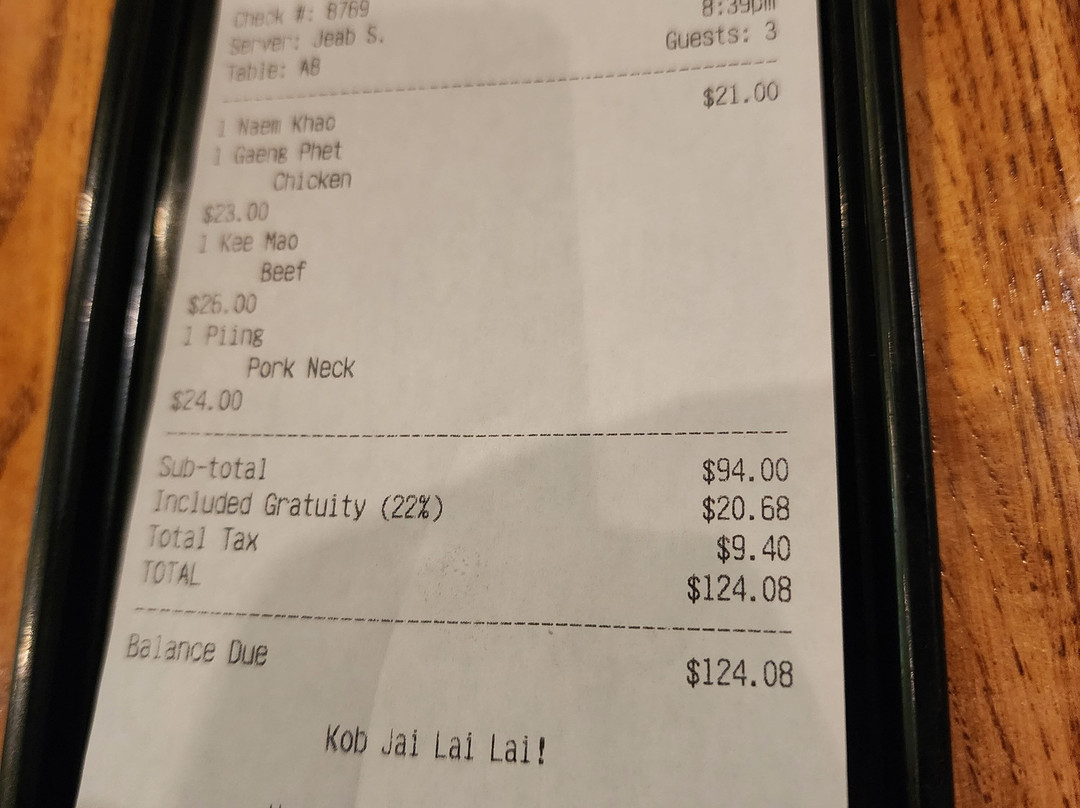 Check #: 8769
8:39pm
Server: Jeab S.
Guests: 3
Table: A8
1 Naem Khao $21.00
1 Gaeng Phet
Chicken
$23.00
1 Kee Mao
Beef
$26.00
1 Piing
Pork Neck
$24.00
Sub-total $94.00
Included Gratuity (22%) $20.68
Total Tax $9.40
TOTAL $124.08
Balance Due $124.08
Kob Jai Lai Lai!